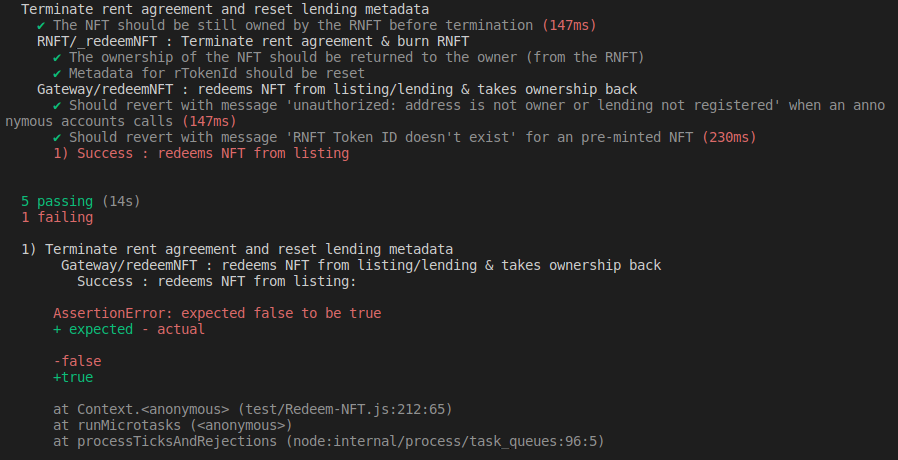 Terminate rent agreement and reset lending metadata
✔ The NFT should be still owned by the RNFT before termination (147ms)
RNFT/_redeemNFT : Terminate rent agreement & burn RNFT
✔ The ownership of the NFT should be returned to the owner (from the RNFT)
✔ Metadata for rTokenId should be reset
Gateway/redeemNFT : redeems NFT from listing/lending & takes ownership back
✔ Should revert with message 'unauthorized: address is not owner or lending not registered' when an anno
nymous accounts calls (147ms)
✔ Should revert with message 'RNFT Token ID doesn't exist' for an pre-minted NFT (230ms)
1) Success : redeems NFT from listing
5 passing (14s)
1 failing
1) Terminate rent agreement and reset lending metadata
Gateway/redeemNFT : redeems NFT from listing/lending & takes ownership back
Success : redeems NFT from listing:
AssertionError: expected false to be true
+ expected - actual
-false
+true
at Context.<anonymous> (test/Redeem-NFT.js:212:65)
at runMicrotasks (<anonymous>)
at processTicksAndRejections (node:internal/process/task_queues:96:5)